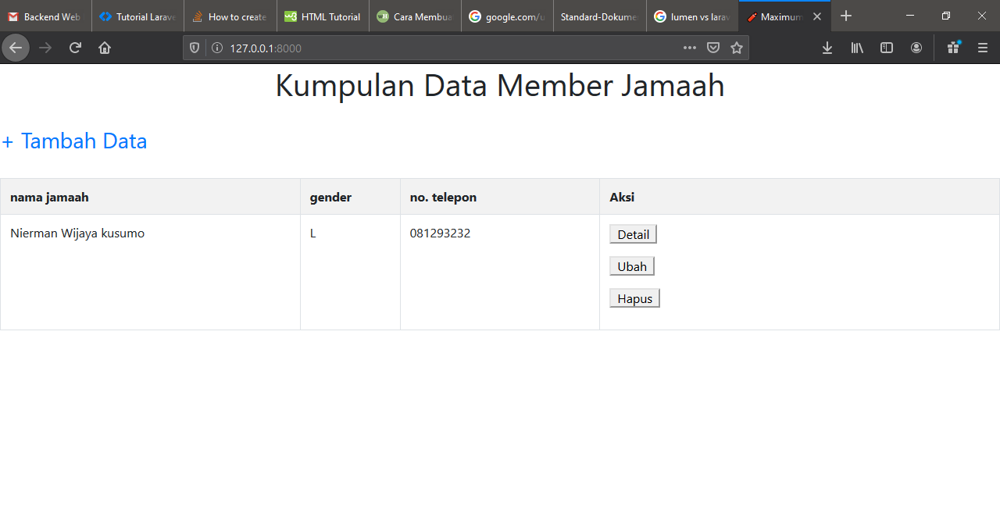 Backend Web Tutorial Larave How to create HTML Tutorial Cara Membua google.com/u Standard-Dokume lumen vs larav Maximum
127.0.0.1:8000
Kumpulan Data Member Jamaah
+ Tambah Data
nama jamaah gender no. telepon Aksi
Nierman Wijaya kusumo L 081293232 Detail
Ubah
Hapus